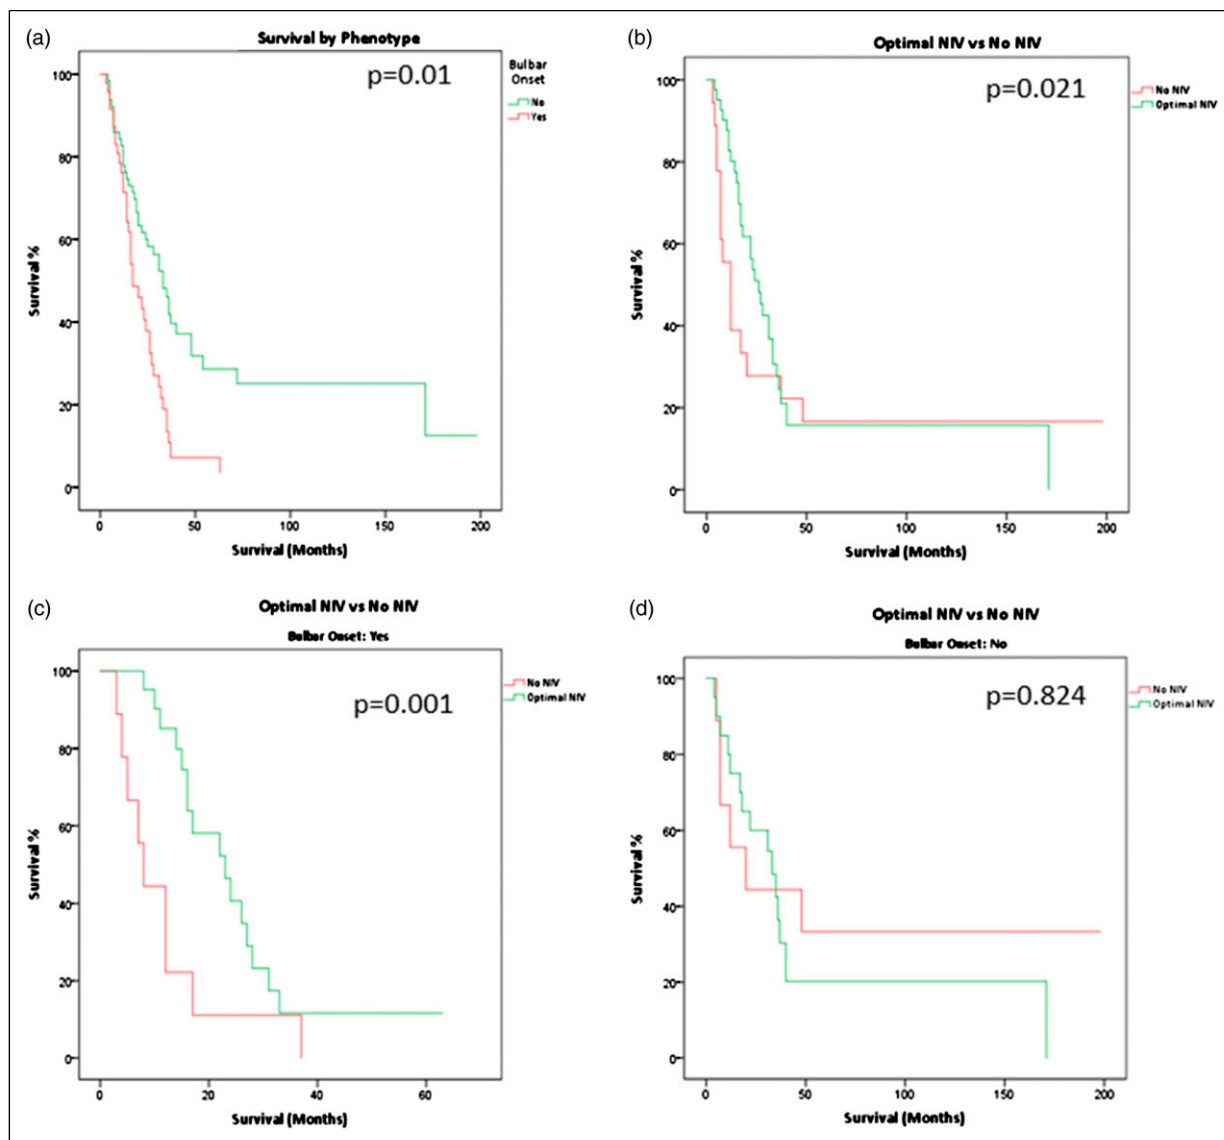 (a)
Survival by Phenotype
p=0.01
Bulbar
Onset
No
Yes
100
80
60
40
20
0
Survival %
0 50 100 150 200
Survival (Months)
(b)
Optimal NIV vs No NIV
p=0.021
No NIV
Optimal NIV
100
80
60
40
20
0
Survival %
0 50 100 150 200
Survival (Months)
(c)
Optimal NIV vs No NIV
Bulbar Onset: Yes
p=0.001
No NIV
Optimal NIV
100
80
60
40
20
0
Survival %
0 20 40 60
Survival (Months)
(d)
Optimal NIV vs No NIV
Bulbar Onset: No
p=0.824
No NIV
Optimal NIV
100
80
60
40
20
0
Survival %
0 50 100 150 200
Survival (Months)